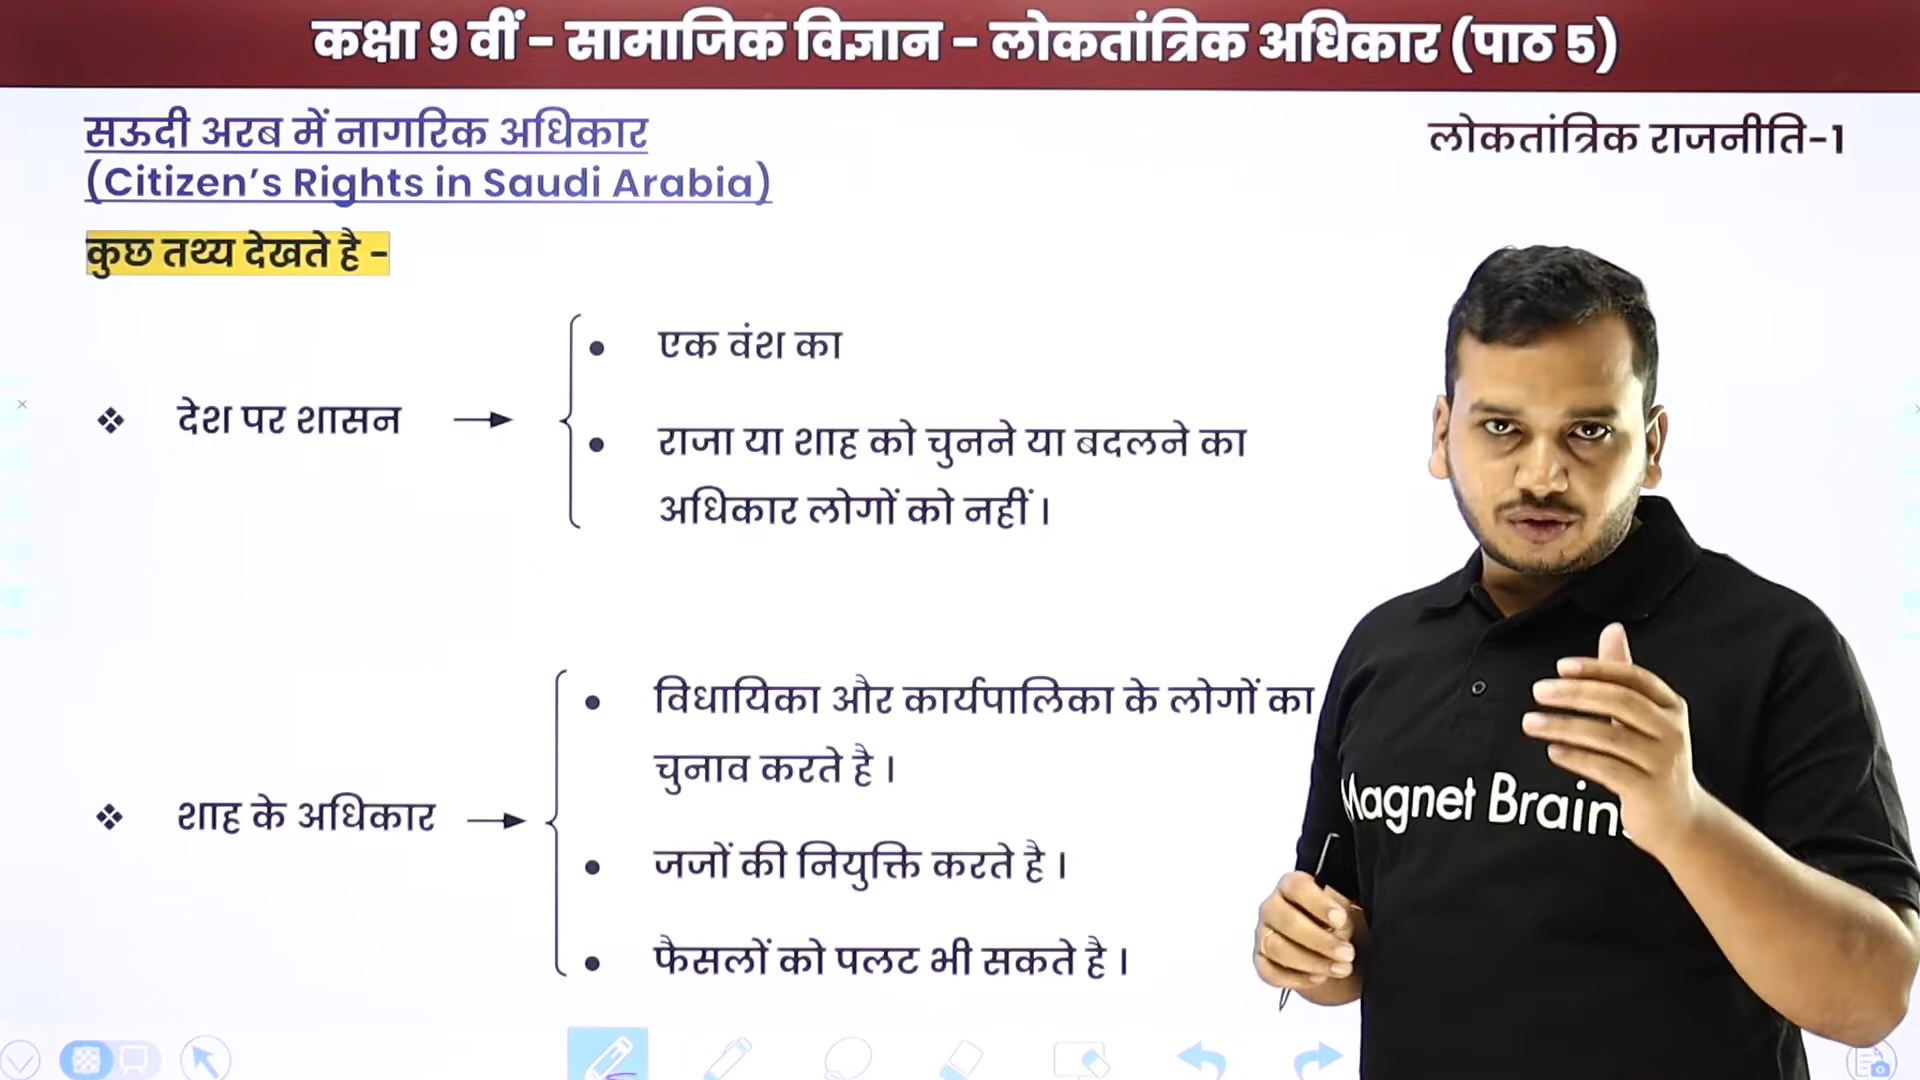 कक्षा 9 वीं - सामाजिक विज्ञान - लोकतांत्रिक अधिकार (पाठ 5)
सऊदी अरब में नागरिक अधिकार
(Citizen's Rights in Saudi Arabia)
लोकतांत्रिक राजनीति-1
कुछ तथ्य देखते है -
देश पर शासन
एक वंश का
राजा या शाह को चुनने या बदलने का
अधिकार लोगों को नहीं ।
शाह के अधिकार
विधायिका और कार्यपालिका के लोगों का
चुनाव करते है ।
जजों की नियुक्ति करते है ।
फैसलों को पलट भी सकते है ।
Magnet Brains